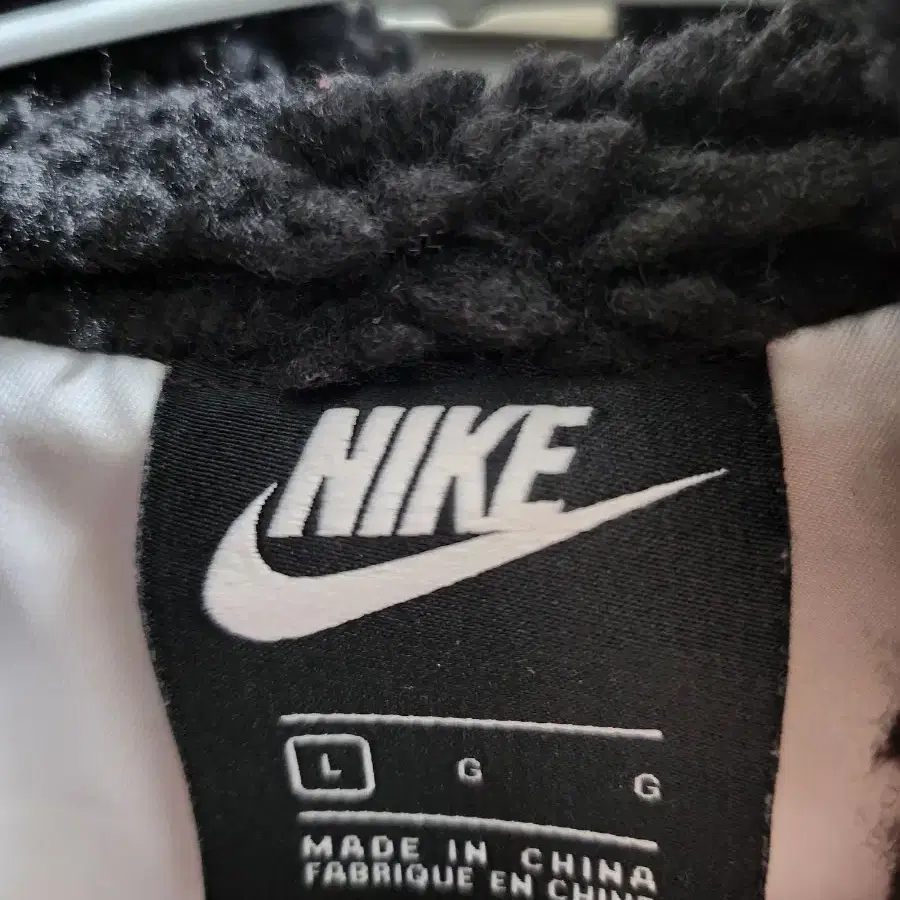 NIKE
L G G
MADE IN CHINA
FABRIQUE EN CHINE